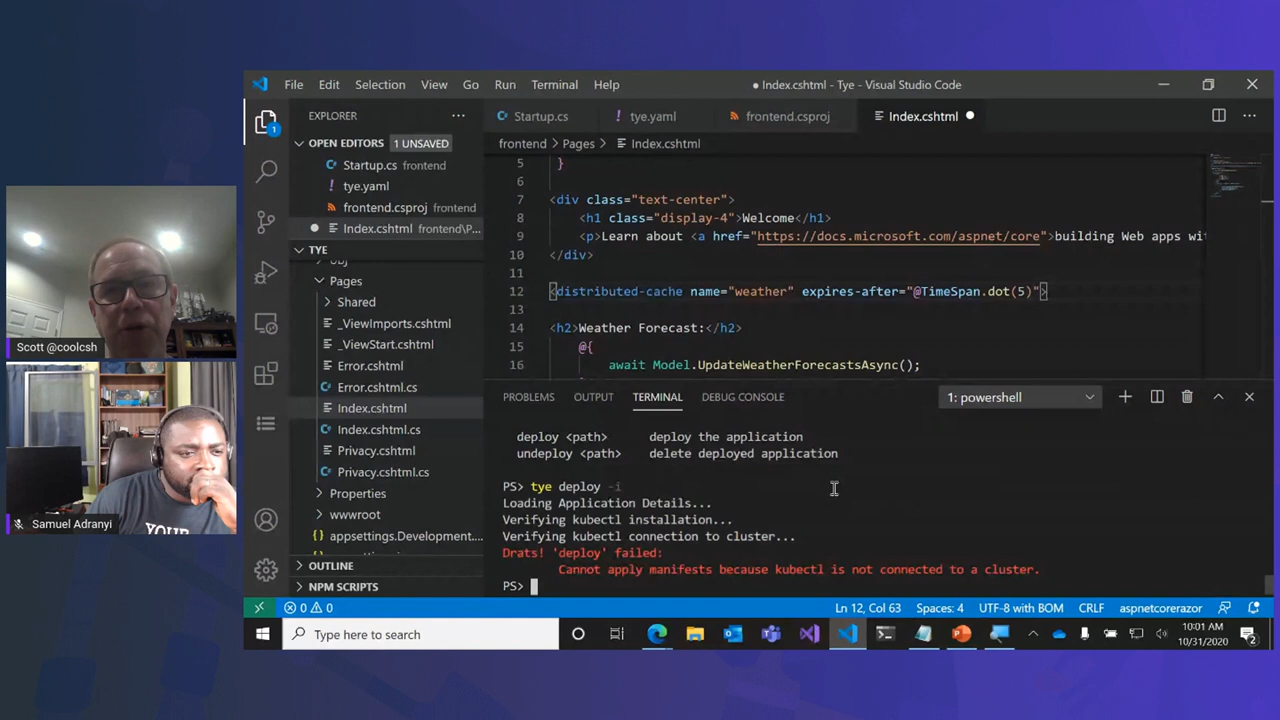 File Edit Selection View Go Run Terminal Help
● Index.cshtml - Tye - Visual Studio Code
EXPLORER
OPEN EDITORS 1 UNSAVED
Startup.cs frontend
tye.yaml
frontend.csproj frontend
Index.cshtml frontend\P...
TYE
Pages
Shared
_ViewImports.cshtml
_ViewStart.cshtml
Error.cshtml
Error.cshtml.cs
Index.cshtml
Index.cshtml.cs
Privacy.cshtml
Privacy.cshtml.cs
Properties
wwwroot
appsettings.Development....
OUTLINE
NPM SCRIPTS
1
Startup.cs tye.yaml frontend.csproj Index.cshtml
frontend > Pages > Index.cshtml
5 }
6
7 <div class="text-center">
8 <h1 class="display-4">Welcome</h1>
9 <p>Learn about <a href="https://docs.microsoft.com/aspnet/core">building Web apps wi
10 </div>
11
12 <distributed-cache name="weather" expires-after="@TimeSpan.dot(5)">
13
14 <h2>Weather Forecast:</h2>
15 @{
16 await Model.UpdateWeatherForecastsAsync();
PROBLEMS OUTPUT TERMINAL DEBUG CONSOLE 1: powershell
deploy <path> deploy the application
undeploy <path> delete deployed application
PS> tye deploy -i
Loading Application Details...
Verifying kubectl installation...
Verifying kubectl connection to cluster...
Drats! 'deploy' failed:
Cannot apply manifests because kubectl is not connected to a cluster.
PS>
0 0 Ln 12, Col 63 Spaces: 4 UTF-8 with BOM CRLF aspnetcorerazor
Type here to search
10:01 AM
10/31/2020
2
Scott @coolcsh
YOUR
Samuel Adranyi